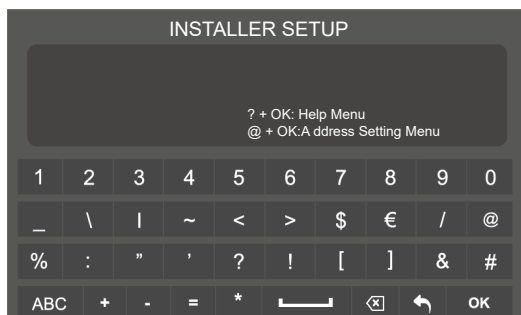 INSTALLER SETUP
? + OK: Help Menu
@ + OK:A ddress Setting Menu
1 2 3 4 5 6 7 8 9 0
_ \ | ~ < > $ € / @
% : " ' ? ! [ ] & #
ABC + - = * OK